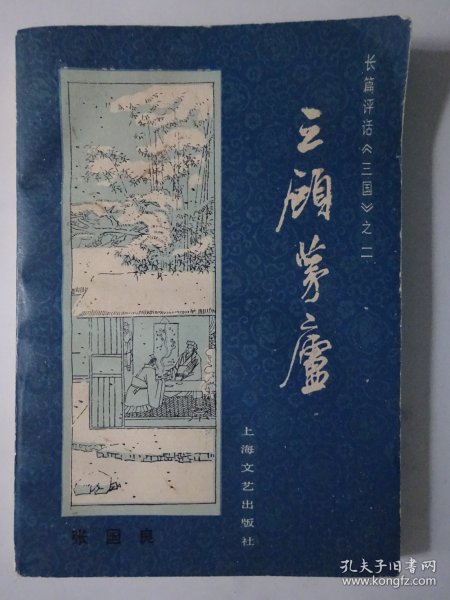 长篇评话《三国》之二
三顾茅廬
上海文艺出版社
张国良
孔夫子旧书网
www.kongfz.com